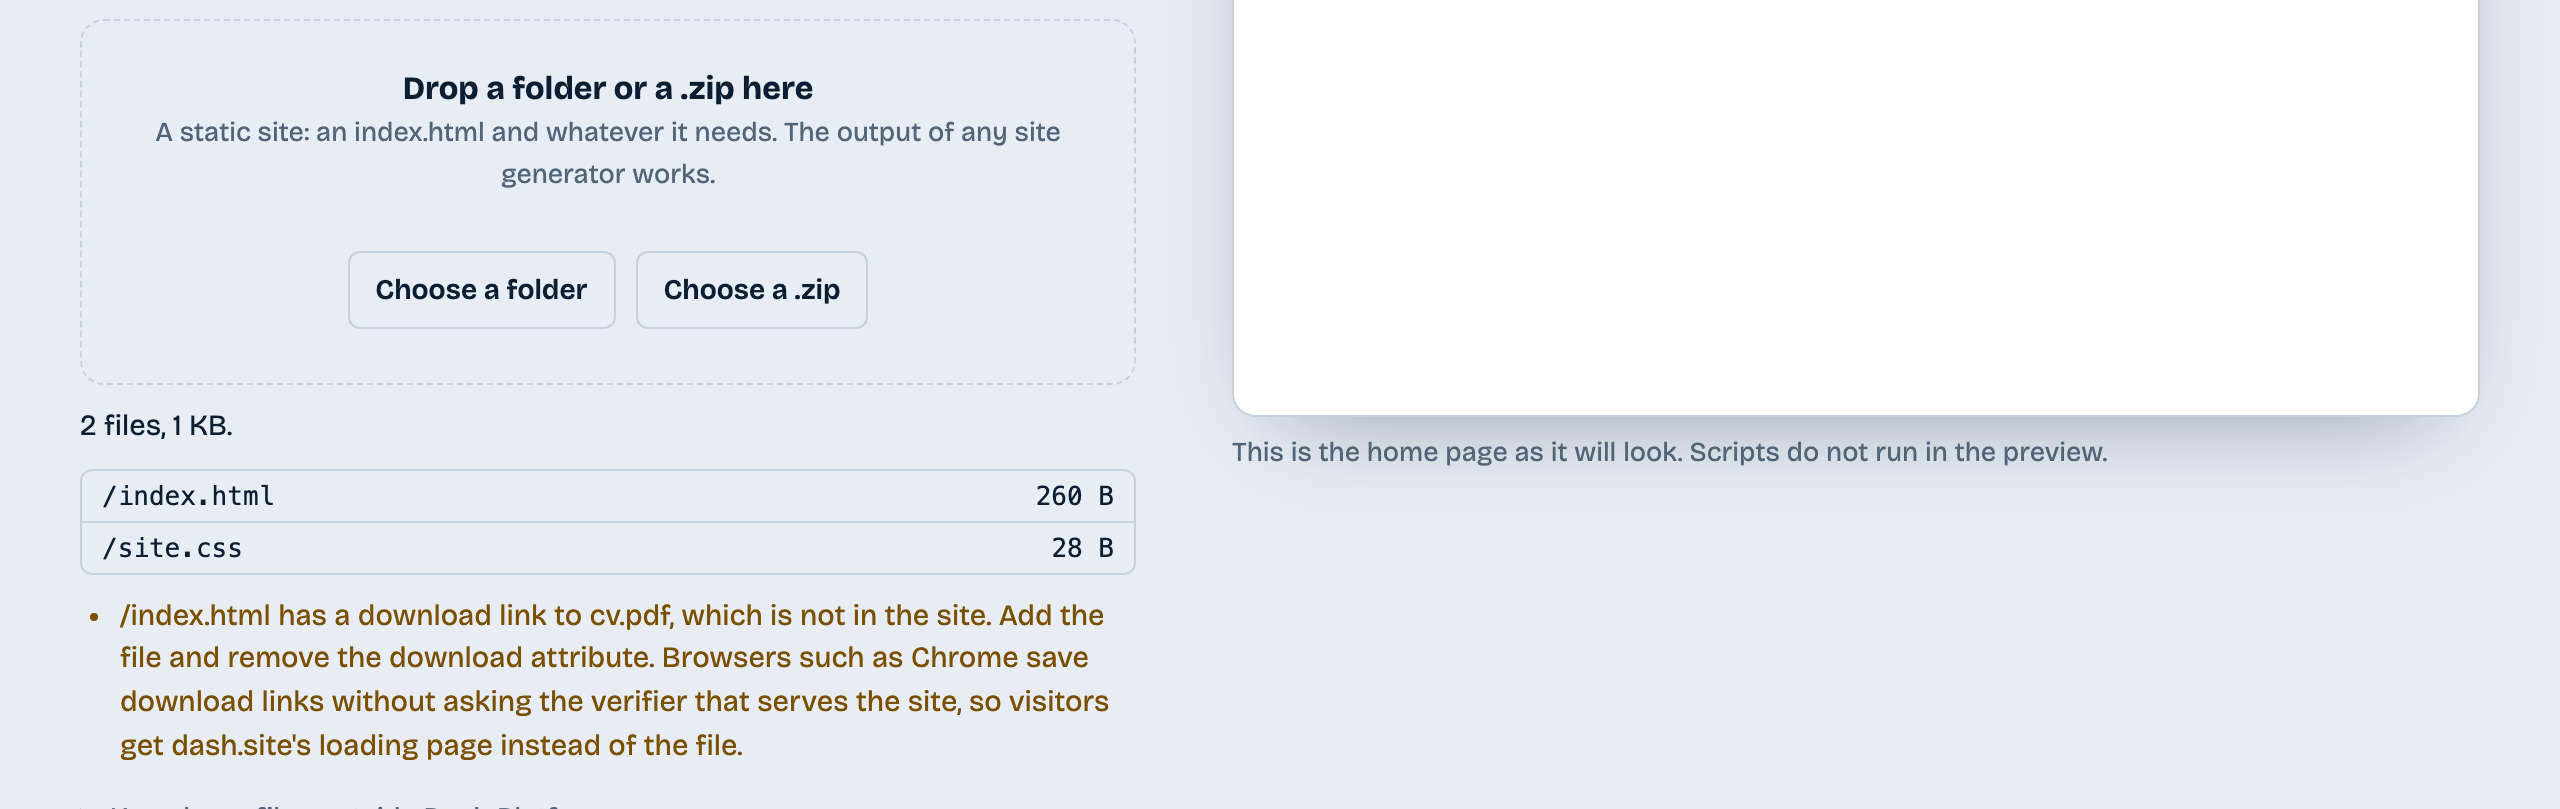 Drop a folder or a .zip here
A static site: an index.html and whatever it needs. The output of any site
generator works.
Choose a folder
Choose a .zip
2 files, 1 KB.
/index.html 260 B
/site.css 28 B
• /index.html has a download link to cv.pdf, which is not in the site. Add the
file and remove the download attribute. Browsers such as Chrome save
download links without asking the verifier that serves the site, so visitors
get dash.site's loading page instead of the file.
This is the home page as it will look. Scripts do not run in the preview.